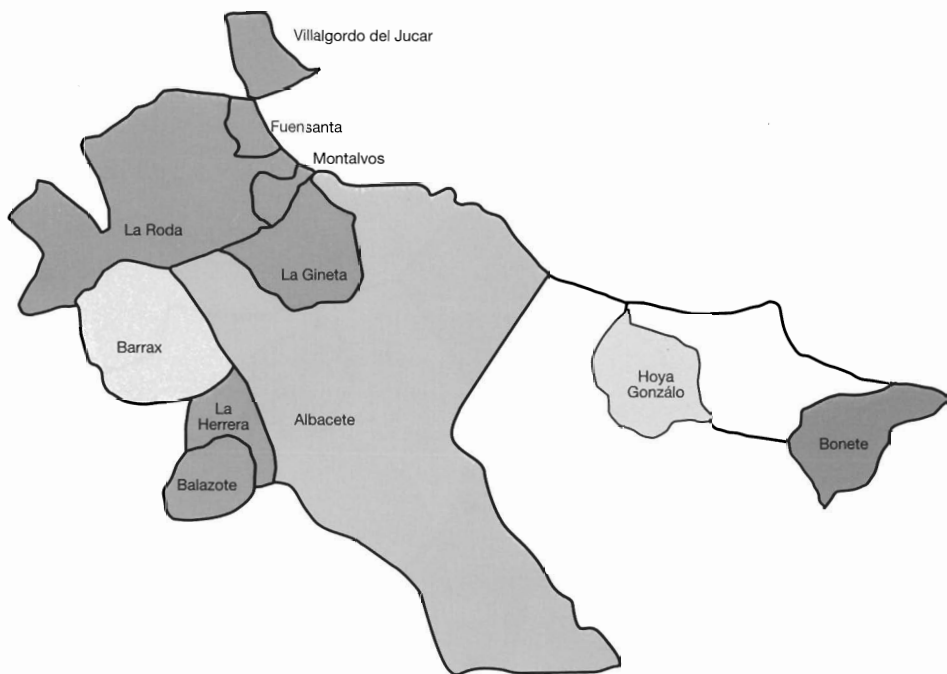 Villalgordo del Jucar
Fuensanta
Montalvos
La Roda
La Gineta
Barrax
Hoya
Gonzálo
La
Herrera
Albacete
Bonete
Balazote